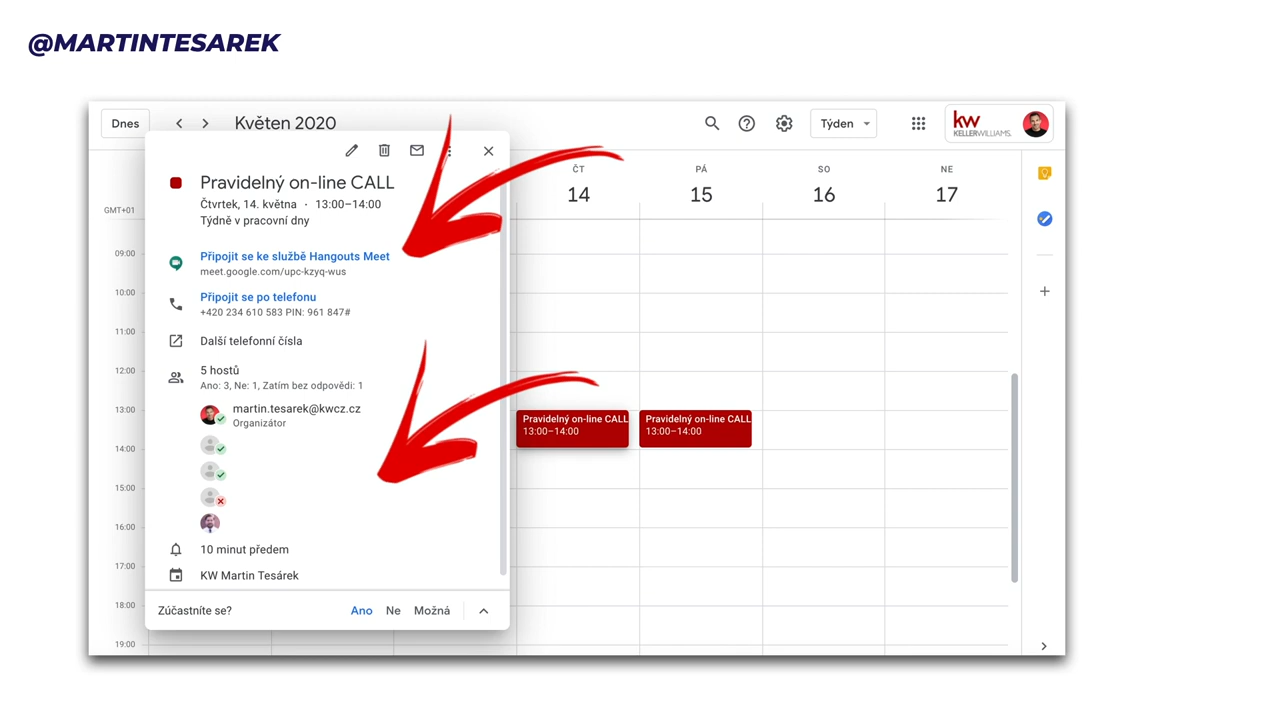 @MARTINTESAREK
Dnes
Květen 2020
Týden
kw
KELLERWILLIAMS.
Pravidelný on-line CALL
Čtvrtek, 14. května · 13:00–14:00
Týdně v pracovní dny
Připojit se ke službě Hangouts Meet
meet.google.com/upc-kzyq-wus
Připojit se po telefonu
+420 234 610 583 PIN: 961 847#
Další telefonní čísla
5 hostů
Ano: 3, Ne: 1, Zatím bez odpovědi: 1
martin.tesarek@kwcz.cz
Organizátor
10 minut předem
KW Martin Tesárek
Zúčastníte se?
Ano Ne Možná
ČT PÁ SO NE
14 15 16 17
GMT+01
09:00
10:00
11:00
12:00
13:00
14:00
15:00
16:00
17:00
18:00
19:00
Pravidelný on-line CALL
13:00–14:00
Pravidelný on-line CALL
13:00–14:00